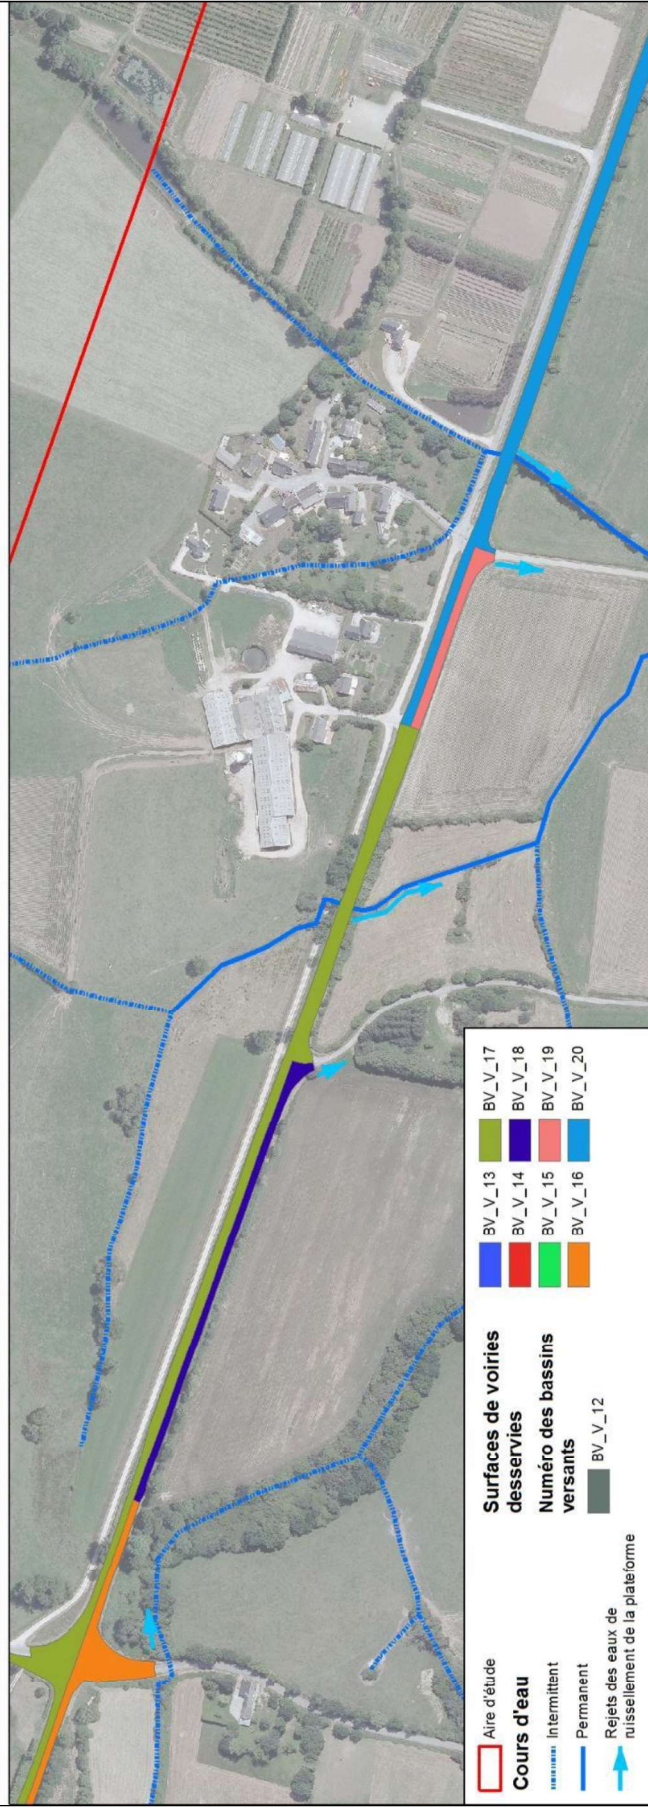 Aire d'étude
Cours d'eau
Intermittent
Permanent
Rejets des eaux de
ruissellement de la plateforme
Surfaces de voiries
desservies
Numéro des bassins
versants
BV_V_12
BV_V_13
BV_V_14
BV_V_15
BV_V_16
BV_V_17
BV_V_18
BV_V_19
BV_V_20